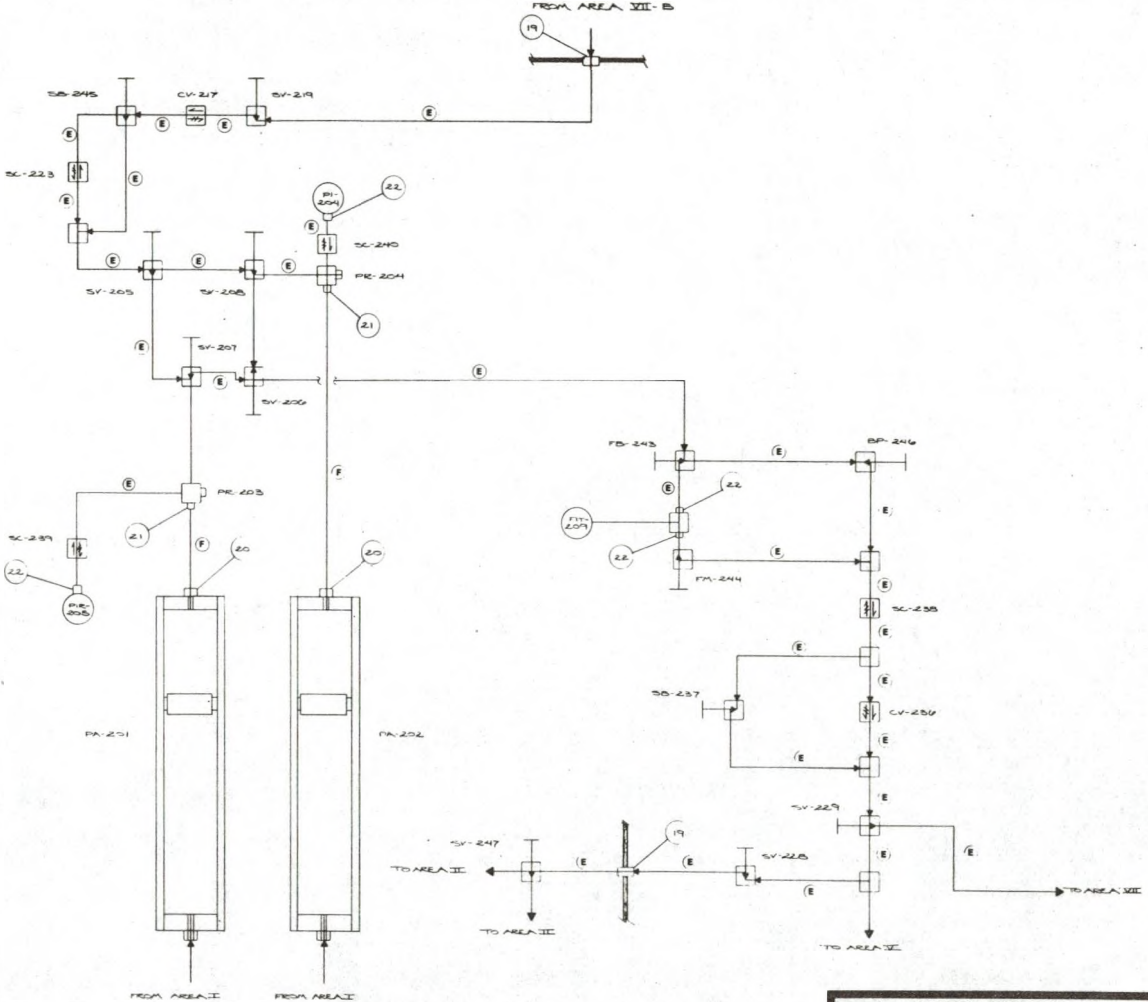 FROM AREA VII-B
19
SB-245
CV-217
SV-219
E
E
E
E
SC-223
E
E
E
PI-
204
22
E
SC-240
E
E
E
PR-204
SV-205
SV-208
21
E
SV-207
E
E
SV-206
FB-243
E
BP-246
E
22
E
F
E
PR-203
FIT-
209
21
SC-239
F
20
20
22
E
E
FM-244
22
PIR-
203
SC-238
E
E
SB-237
E
CV-236
PA-201
PA-202
E
E
SV-229
E
SV-247
19
E
E
TO AREA II
E
E
SV-228
E
TO AREA VII
TO AREA II
TO AREA V
FROM AREA I
FROM AREA I